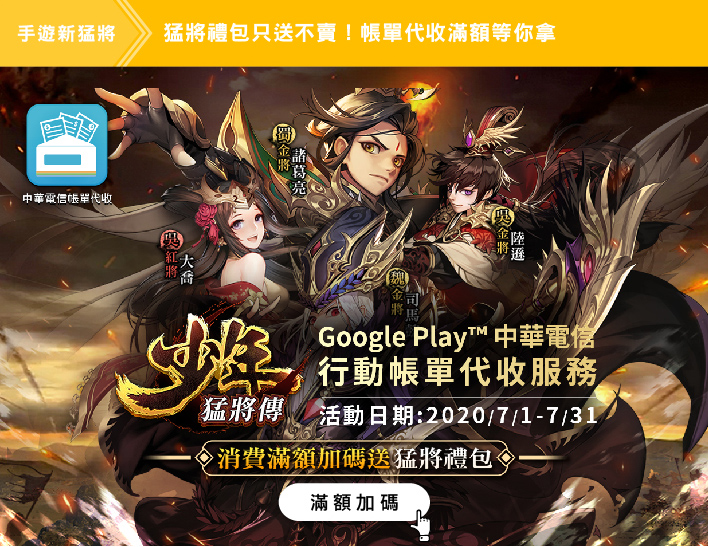 手遊新猛將
猛將禮包只送不賣！帳單代收滿額等你拿
中華電信帳單代收
蜀
金將
諸葛亮
吳
紅將
大喬
吳
金將
陸遜
魏
金將
司馬
少年
猛將傳
Google Play™ 中華電信
行動帳單代收服務
活動日期:2020/7/1-7/31
消費滿額加碼送猛將禮包
滿額加碼